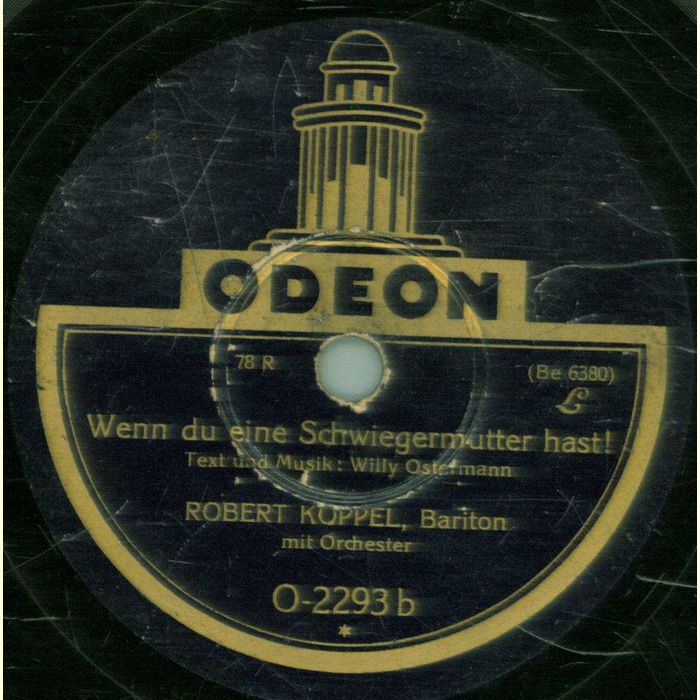 ODEON
78 R
(Be 6380)
L
Wenn du eine Schwiegermutter hast!
Text und Musik: Willy Ostermann
ROBERT KOPPEL, Bariton
mit Orchester
O-2293 b